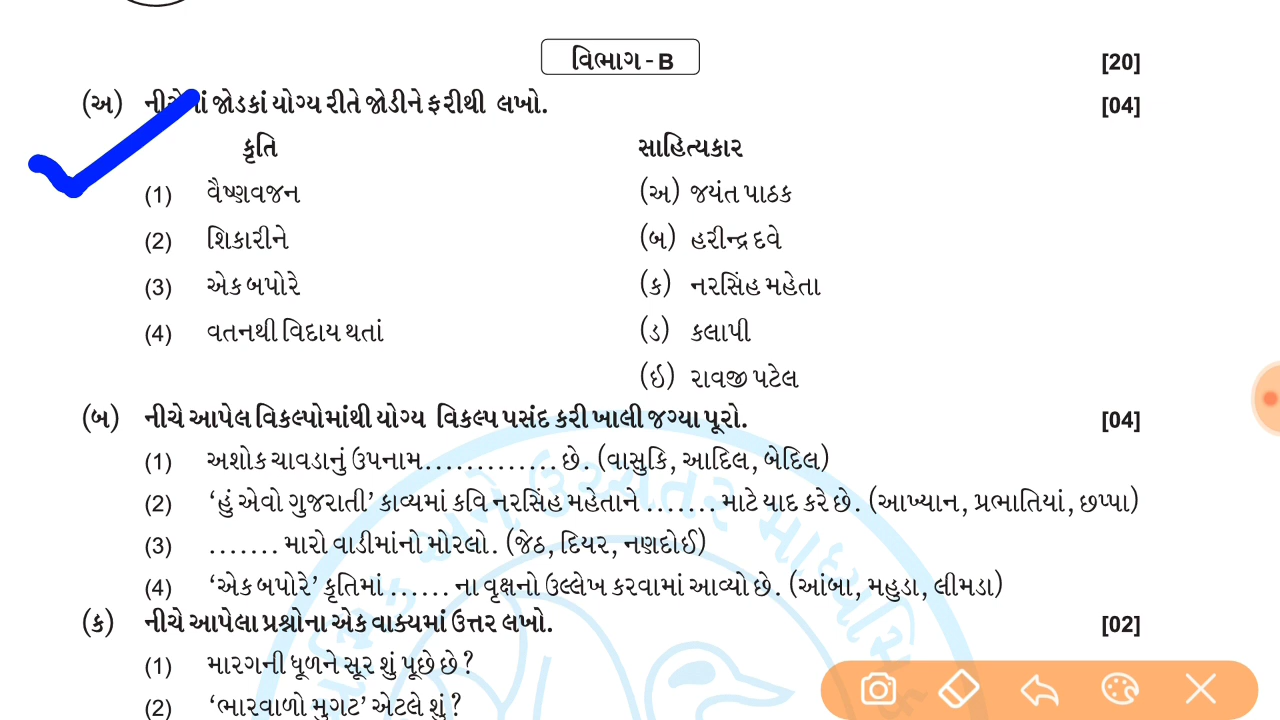 વિભાગ - B [20]
(અ) નીચેનાં જોડકાં યોગ્ય રીતે જોડીને ફરીથી લખો. [04]
કૃતિ સાહિત્યકાર
(1) વૈષ્ણવજન (અ) જયંત પાઠક
(2) શિકારીને (બ) હરીન્દ્ર દવે
(3) એક બપોરે (ક) નરસિંહ મહેતા
(4) વતનથી વિદાય થતાં (ડ) કલાપી
(ઇ) રાવજી પટેલ
(બ) નીચે આપેલ વિકલ્પોમાંથી યોગ્ય વિકલ્પ પસંદ કરી ખાલી જગ્યા પૂરો. [04]
(1) અશોક ચાવડાનું ઉપનામ............. છે. (વાસુકિ, આદિલ, બેદિલ)
(2) ‘હું એવો ગુજરાતી’ કાવ્યમાં કવિ નરસિંહ મહેતાને ....... માટે યાદ કરે છે. (આખ્યાન, પ્રભાતિયાં, છપ્પા)
(3) ....... મારો વાડીમાંનો મોરલો. (જેઠ, દિયર, નણદોઈ)
(4) ‘એક બપોરે’ કૃતિમાં ...... ના વૃક્ષનો ઉલ્લેખ કરવામાં આવ્યો છે. (આંબા, મહુડા, લીમડા)
(ક) નીચે આપેલા પ્રશ્નોના એક વાક્યમાં ઉત્તર લખો. [02]
(1) મારગની ધૂળને સૂર શું પૂછે છે?
(2) ‘ભારવાળો મુગટ’ એટલે શું?